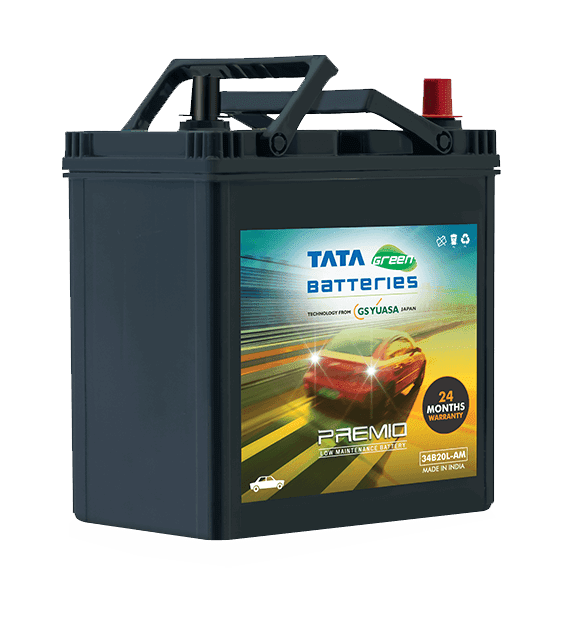 TATA green
Batteries
TECHNOLOGY FROM GS YUASA JAPAN
24
MONTHS
WARRANTY
PREMIO
LOW MAINTENANCE BATTERY
34B20L-AM
MADE IN INDIA